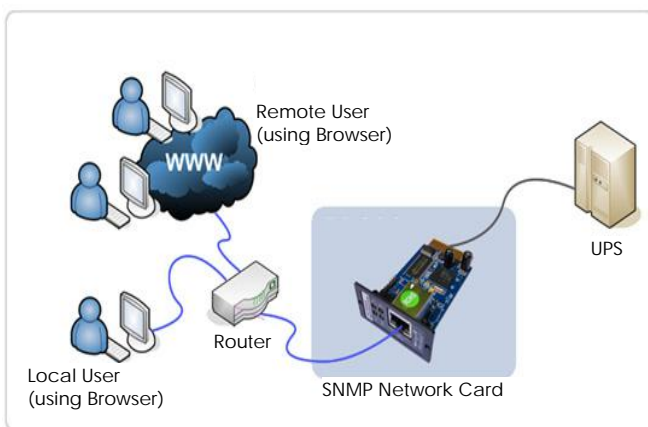 Remote User
(using Browser)
WWW
UPS
Router
Local User
(using Browser)
SNMP Network Card